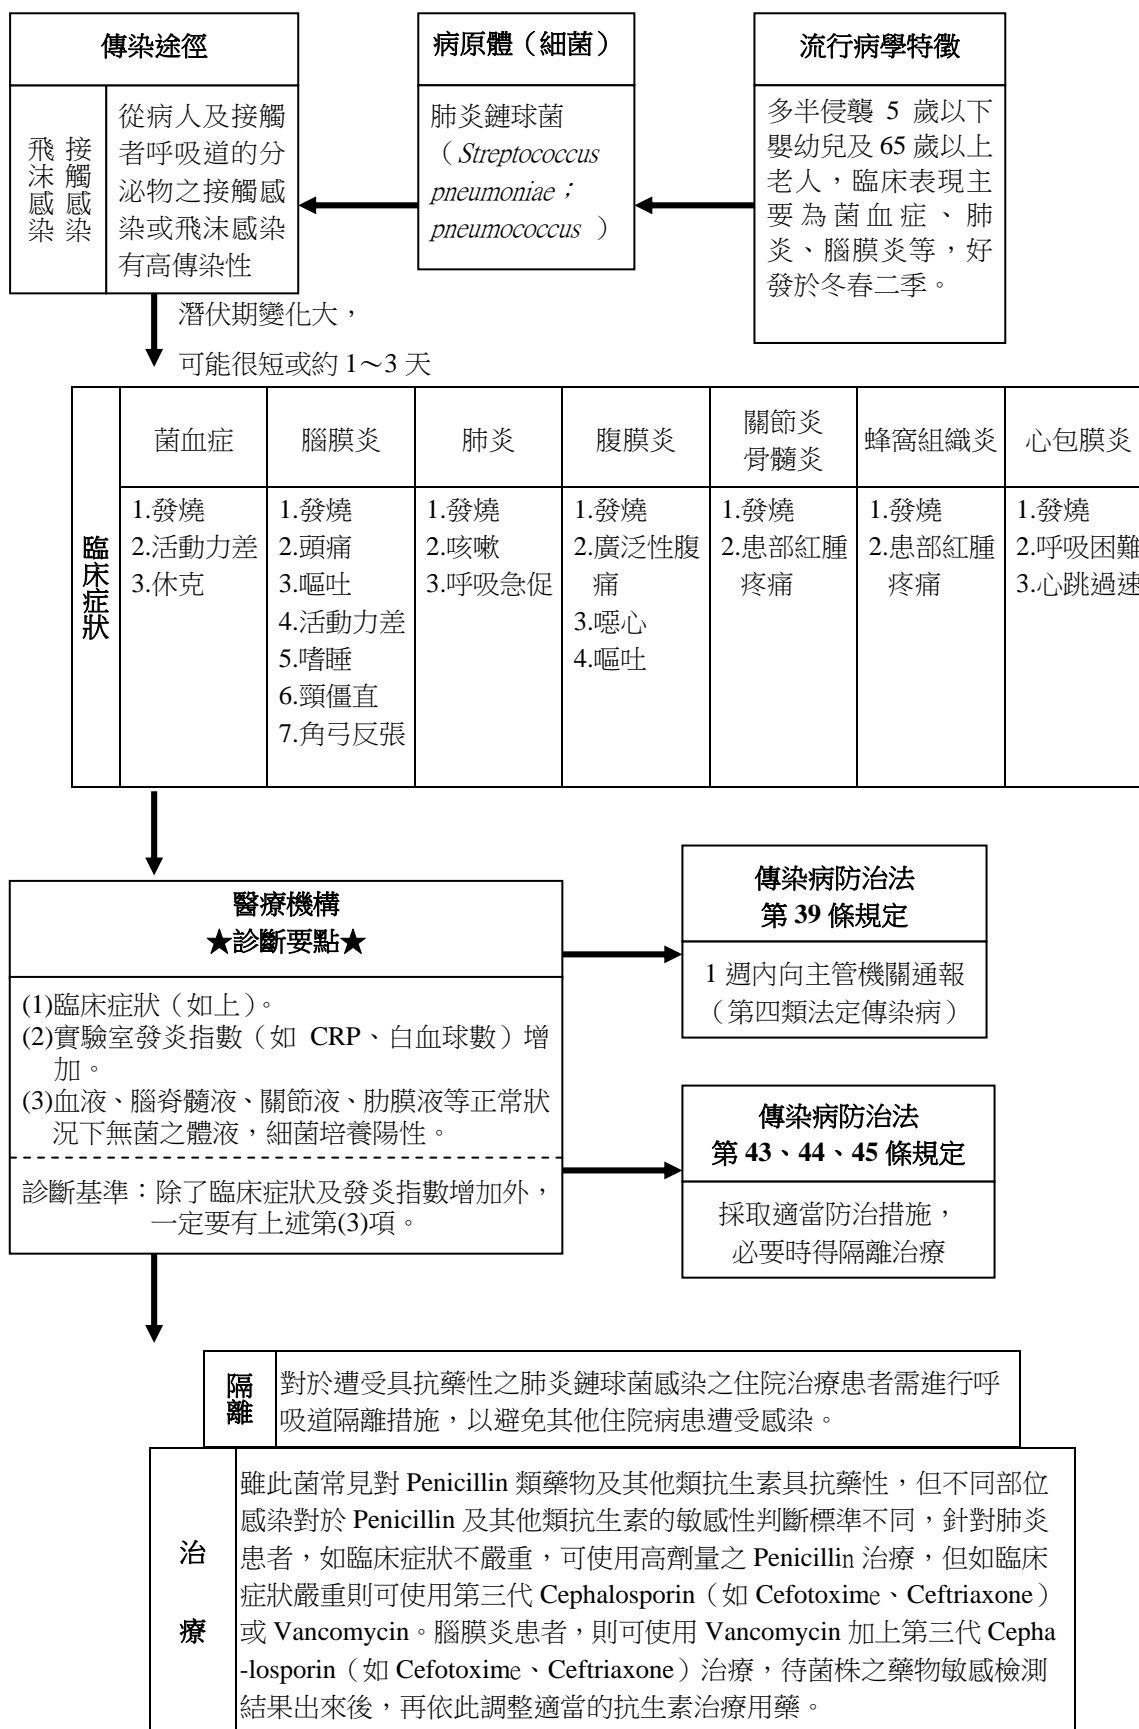 傳染途徑
飛沫感染
接觸感染
從病人及接觸
者呼吸道的分
泌物之接觸感
染或飛沫感染
有高傳染性
病原體（細菌）
肺炎鏈球菌
（Streptococcus
pneumoniae；
pneumococcus ）
流行病學特徵
多半侵襲 5 歲以下
嬰幼兒及 65 歲以上
老人，臨床表現主
要為菌血症、肺
炎、腦膜炎等，好
發於冬春二季。
潛伏期變化大，
可能很短或約 1～3 天
臨床症狀
菌血症
1.發燒
2.活動力差
3.休克
腦膜炎
1.發燒
2.頭痛
3.嘔吐
4.活動力差
5.嗜睡
6.頸僵直
7.角弓反張
肺炎
1.發燒
2.咳嗽
3.呼吸急促
腹膜炎
1.發燒
2.廣泛性腹
痛
3.噁心
4.嘔吐
關節炎
骨髓炎
1.發燒
2.患部紅腫
疼痛
蜂窩組織炎
1.發燒
2.患部紅腫
疼痛
心包膜炎
1.發燒
2.呼吸困難
3.心跳過速
醫療機構
★診斷要點★
(1)臨床症狀（如上）。
(2)實驗室發炎指數（如 CRP、白血球數）增
加。
(3)血液、腦脊髓液、關節液、肋膜液等正常狀
況下無菌之體液，細菌培養陽性。
診斷基準：除了臨床症狀及發炎指數增加外，
一定要有上述第(3)項。
傳染病防治法
第 39 條規定
1 週內向主管機關通報
（第四類法定傳染病）
傳染病防治法
第 43、44、45 條規定
採取適當防治措施，
必要時得隔離治療
隔離
對於遭受具抗藥性之肺炎鏈球菌感染之住院治療患者需進行呼
吸道隔離措施，以避免其他住院病患遭受感染。
治療
雖此菌常見對 Penicillin 類藥物及其他類抗生素具抗藥性，但不同部位
感染對於 Penicillin 及其他類抗生素的敏感性判斷標準不同，針對肺炎
患者，如臨床症狀不嚴重，可使用高劑量之 Penicillin 治療，但如臨床
症狀嚴重則可使用第三代 Cephalosporin（如 Cefotoxime、Ceftriaxone）
或 Vancomycin。腦膜炎患者，則可使用 Vancomycin 加上第三代 Cepha
-losporin（如 Cefotoxime、Ceftriaxone）治療，待菌株之藥物敏感檢測
結果出來後，再依此調整適當的抗生素治療用藥。